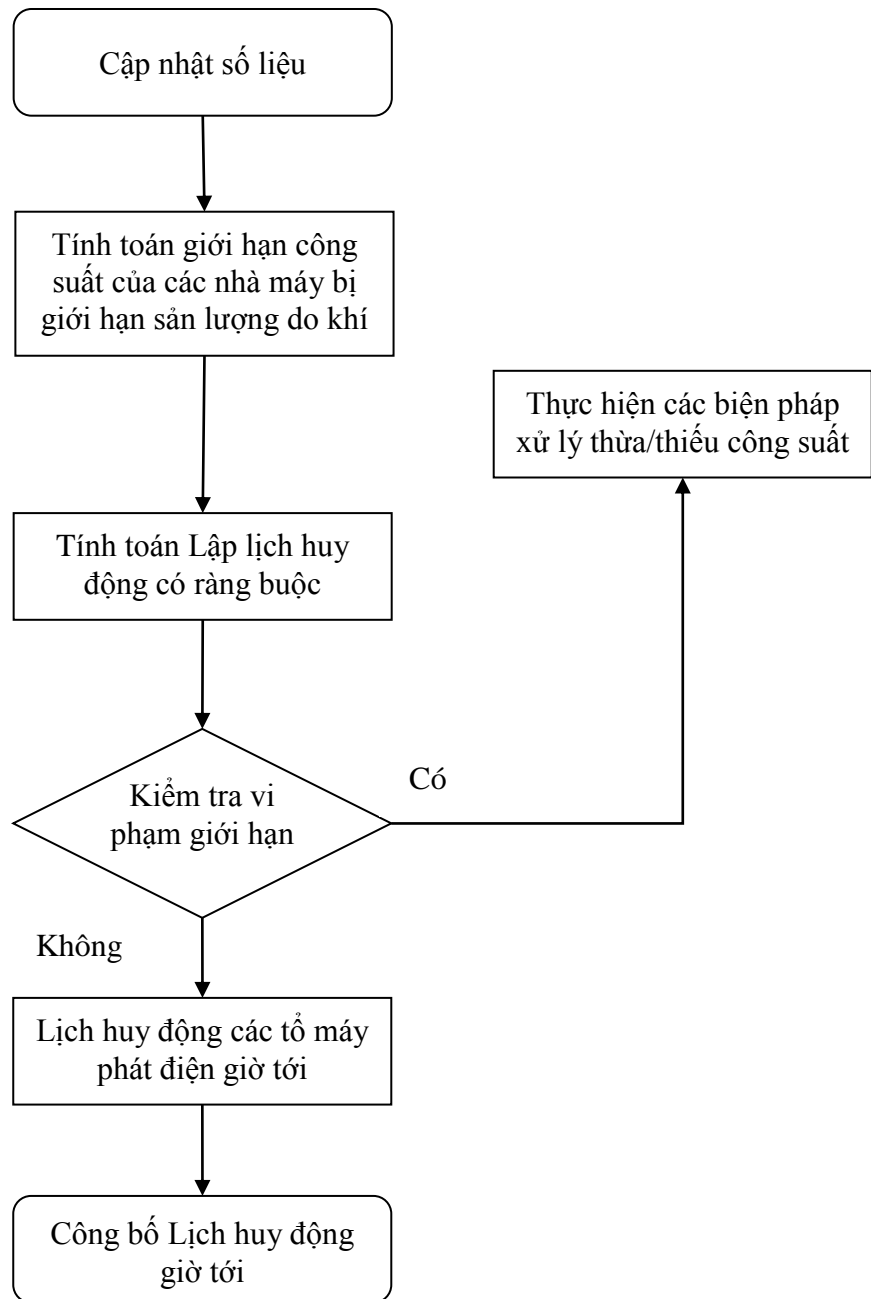 Cập nhật số liệu
Tính toán giới hạn công
suất của các nhà máy bị
giới hạn sản lượng do khí
Thực hiện các biện pháp
xử lý thừa/thiếu công suất
Tính toán Lập lịch huy
động có ràng buộc
Kiểm tra vi
phạm giới hạn
Có
Không
Lịch huy động các tổ máy
phát điện giờ tới
Công bố Lịch huy động
giờ tới